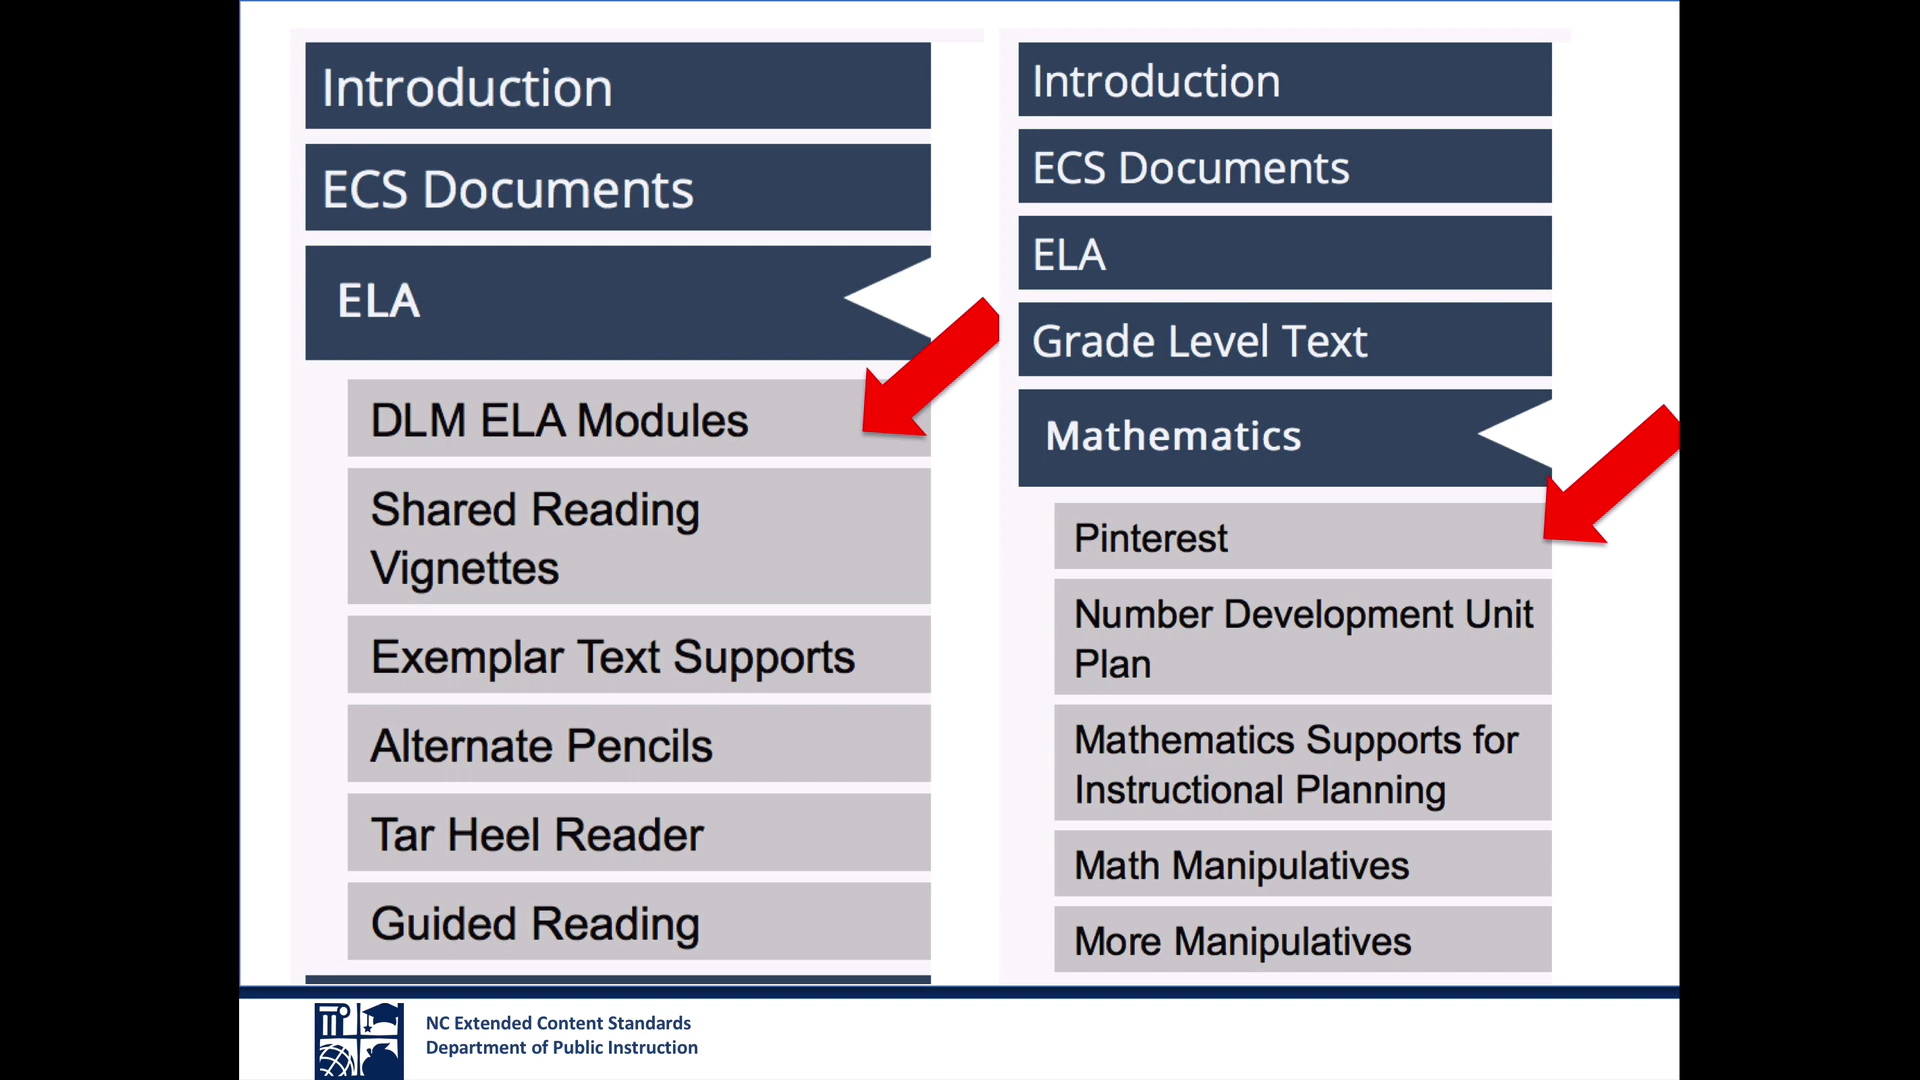 Introduction
ECS Documents
ELA
DLM ELA Modules
Shared Reading
Vignettes
Exemplar Text Supports
Alternate Pencils
Tar Heel Reader
Guided Reading
Introduction
ECS Documents
ELA
Grade Level Text
Mathematics
Pinterest
Number Development Unit
Plan
Mathematics Supports for
Instructional Planning
Math Manipulatives
More Manipulatives
NC Extended Content Standards
Department of Public Instruction